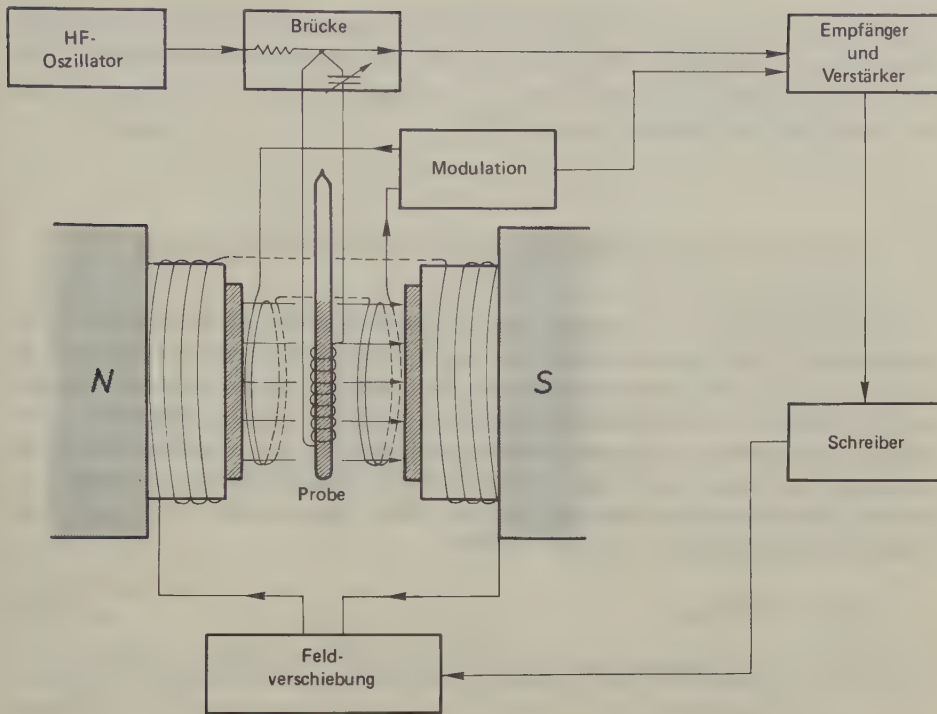 HF-
Oszillator
Brücke
Empfänger
und
Verstärker
Modulation
N
S
Probe
Schreiber
Feld-
verschiebung